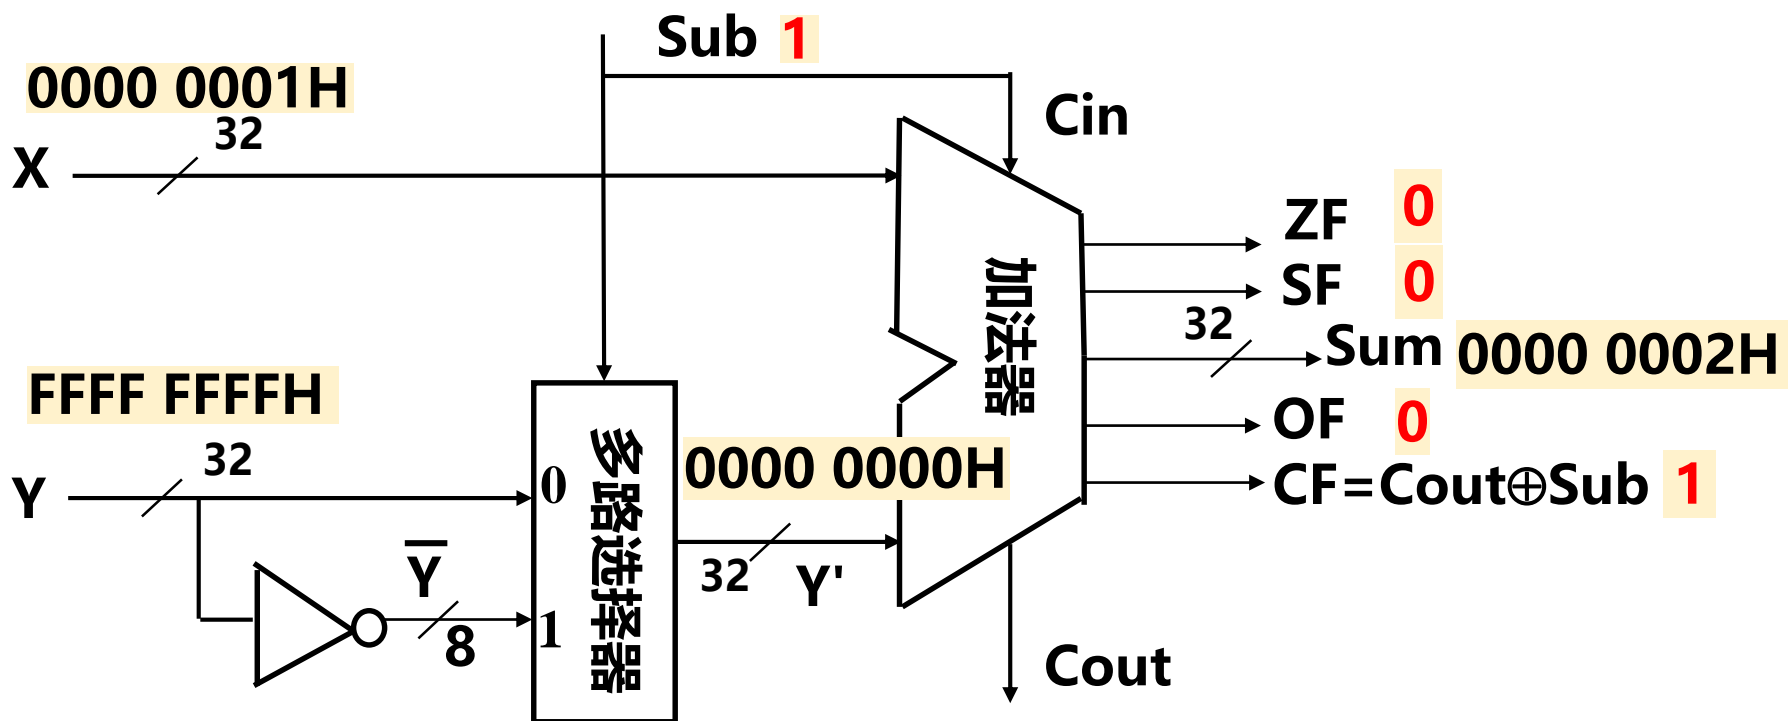 Sub 1
0000 0001H
32
X
Cin
ZF 0
SF 0
32
Sum 0000 0002H
OF 0
CF=Cout⊕Sub 1
加法器
FFFF FFFFH
32
Y
0
多路选择器
0000 0000H
32
Y'
Y̅
8
1
Cout